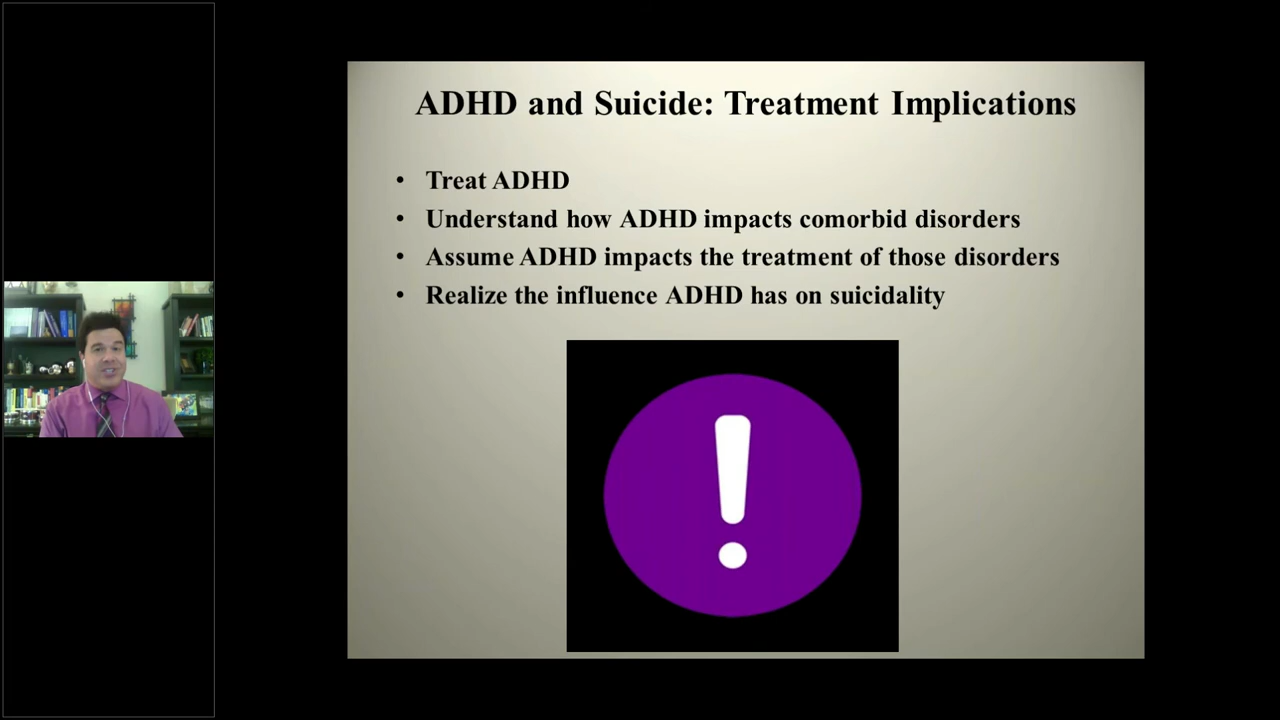 ADHD and Suicide: Treatment Implications
• Treat ADHD
• Understand how ADHD impacts comorbid disorders
• Assume ADHD impacts the treatment of those disorders
• Realize the influence ADHD has on suicidality
!